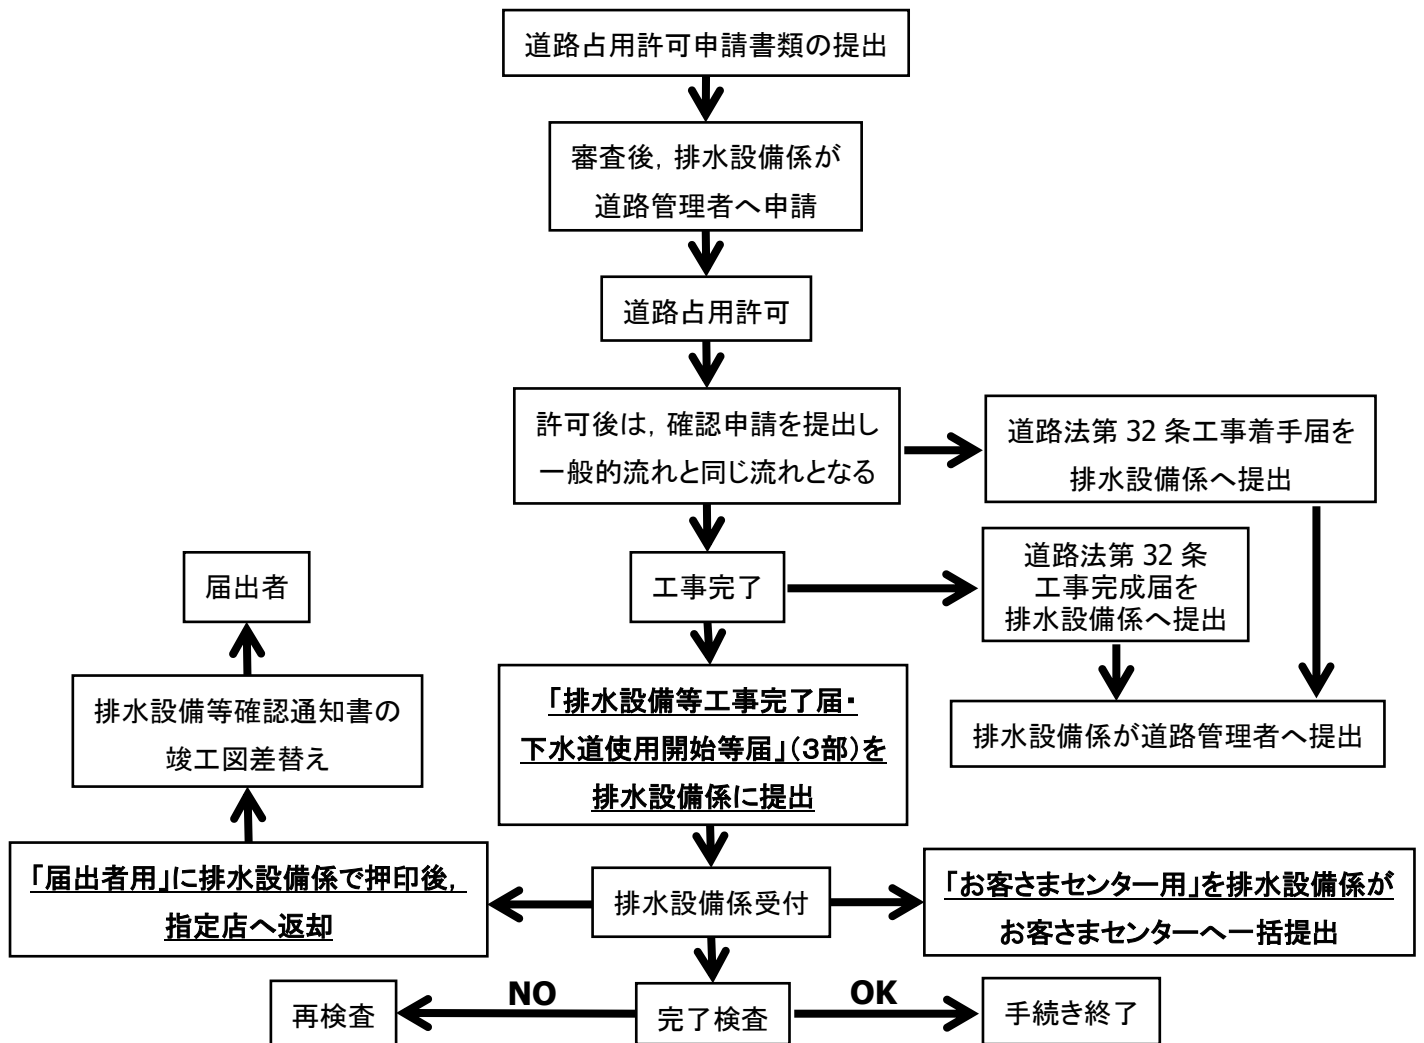 道路占用許可申請書類の提出
審査後，排水設備係が
道路管理者へ申請
道路占用許可
許可後は，確認申請を提出し
一般的流れと同じ流れとなる
道路法第 32 条工事着手届を
排水設備係へ提出
工事完了
道路法第 32 条
工事完成届を
排水設備係へ提出
排水設備係が道路管理者へ提出
届出者
排水設備等確認通知書の
竣工図差替え
「排水設備等工事完了届・
下水道使用開始等届」（３部）を
排水設備係に提出
「届出者用」に排水設備係で押印後，
指定店へ返却
排水設備係受付
「お客さまセンター用」を排水設備係が
お客さまセンターへ一括提出
再検査
NO
完了検査
OK
手続き終了